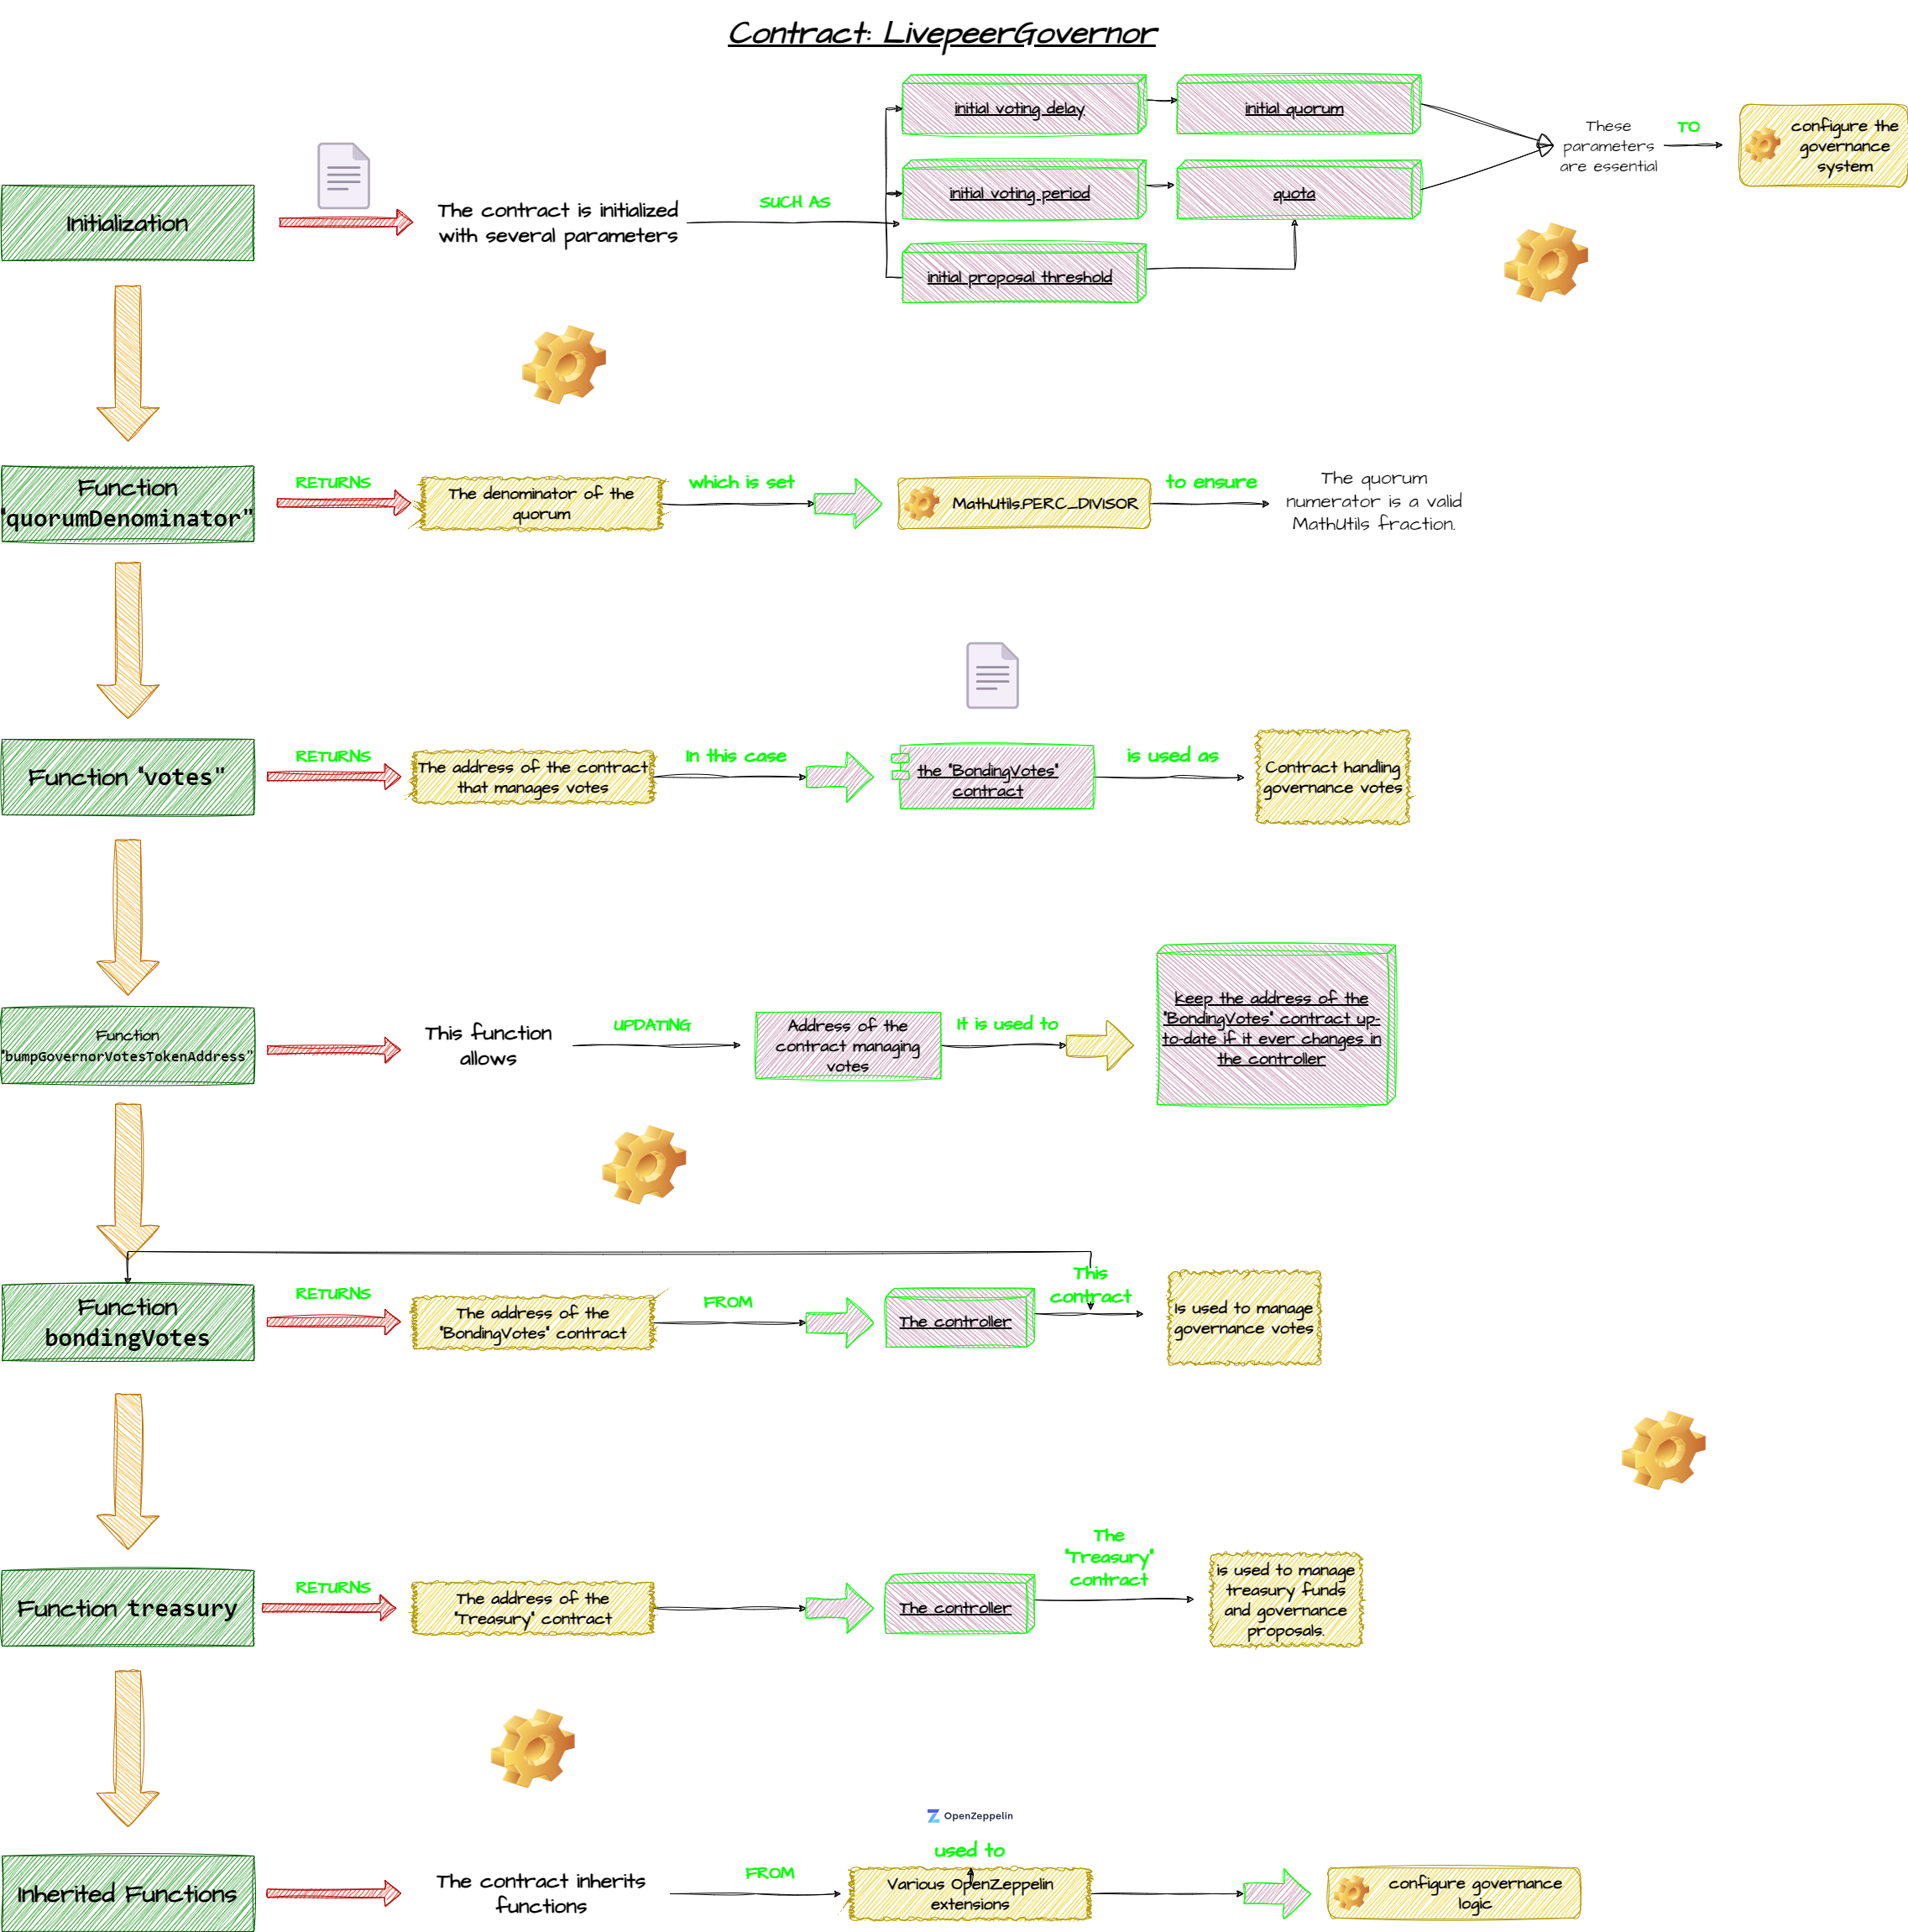 Contract: LivepeerGovernor
initial voting delay
initial quorum
These
parameters
are essential
TO
configure the
governance
system
Initialization
The contract is initialized
with several parameters
SUCH AS
initial voting period
quota
initial proposal threshold
Function
"quorumDenominator"
RETURNS
The denominator of the
quorum
which is set
MathUtils.PERC_DIVISOR
to ensure
The quorum
numerator is a valid
MathUtils fraction.
Function "votes"
RETURNS
The address of the contract
that manages votes
In this case
the "BondingVotes"
contract
is used as
Contract handling
governance votes
Function
"bumpGovernorVotesTokenAddress"
This function
allows
UPDATING
Address of the
contract managing
votes
It is used to
Keep the address of the
"BondingVotes" contract up-
to-date if it ever changes in
the controller
Function
bondingVotes
RETURNS
The address of the
"BondingVotes" contract
FROM
The controller
This
contract
Is used to manage
governance votes
Function treasury
RETURNS
The address of the
"Treasury" contract
The controller
The
"Treasury"
contract
is used to manage
treasury funds
and governance
proposals.
Inherited Functions
The contract inherits
functions
FROM
OpenZeppelin
used to
Various OpenZeppelin
extensions
configure governance
logic